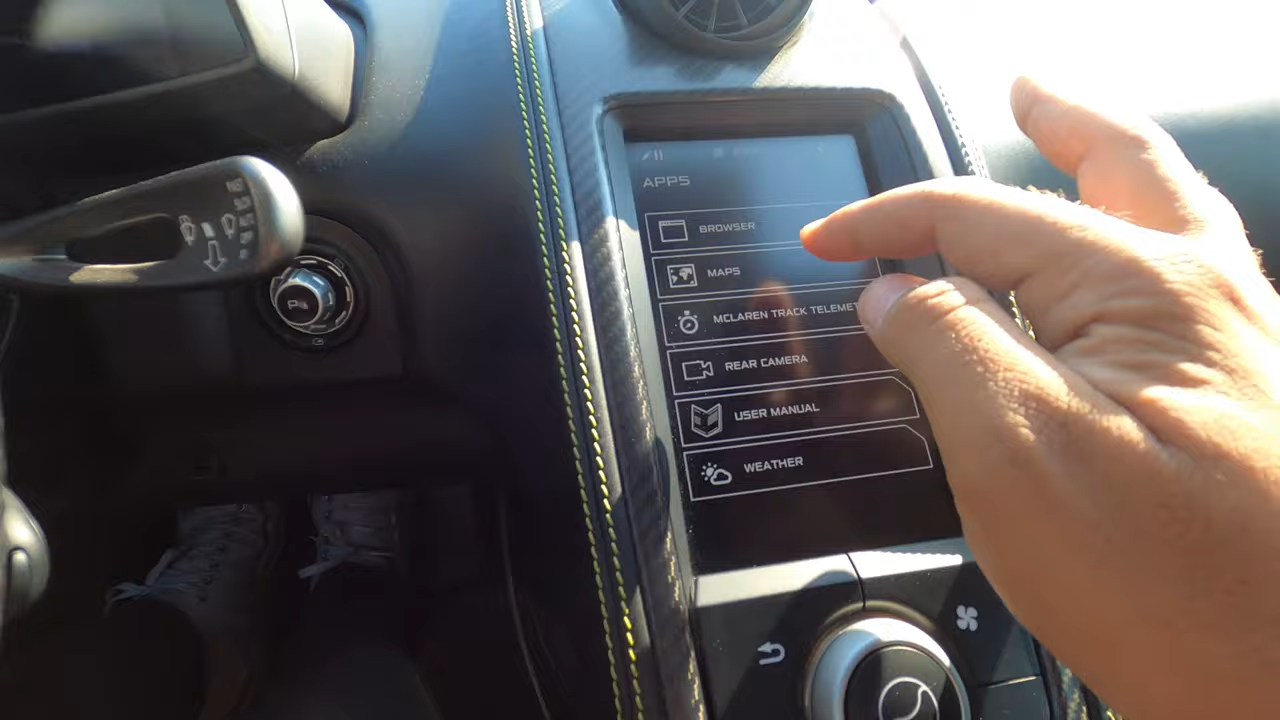 APPS
BROWSER
MAPS
MCLAREN TRACK TELEMET
REAR CAMERA
USER MANUAL
WEATHER